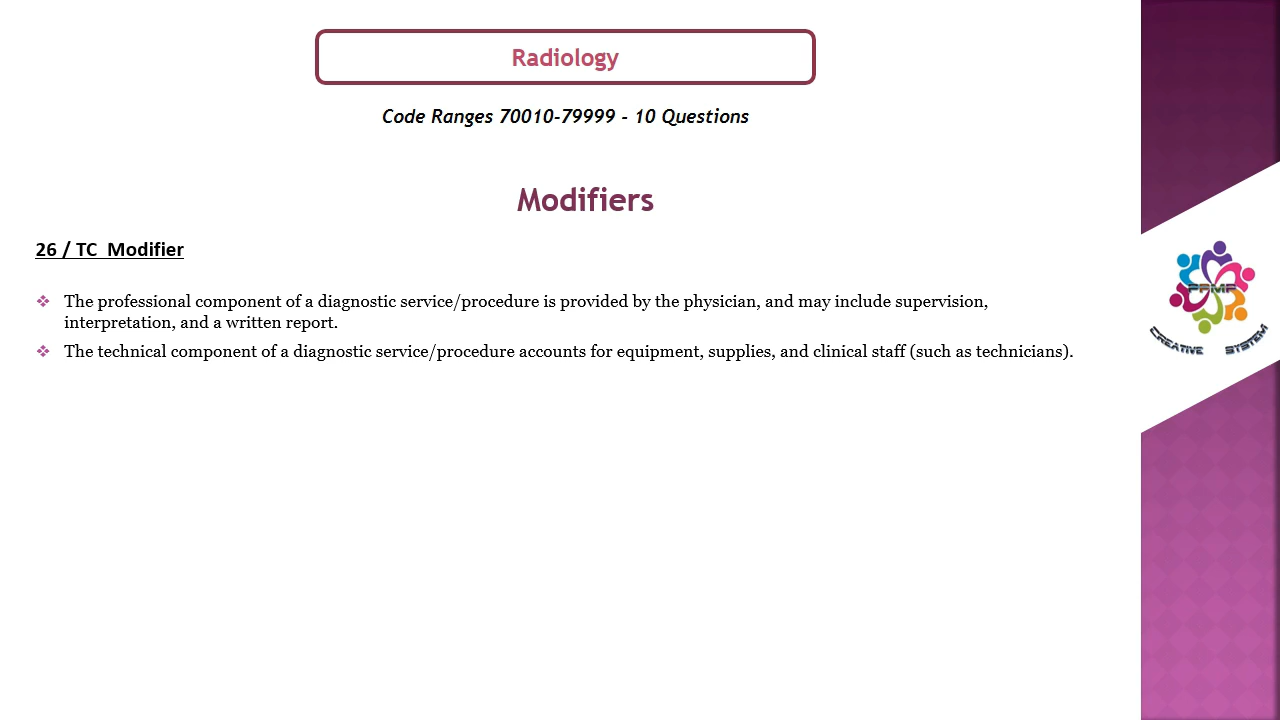 Radiology
Code Ranges 70010-79999 - 10 Questions
Modifiers
26 / TC  Modifier
The professional component of a diagnostic service/procedure is provided by the physician, and may include supervision,
interpretation, and a written report.
The technical component of a diagnostic service/procedure accounts for equipment, supplies, and clinical staff (such as technicians).
CREATIVE SYSTEM